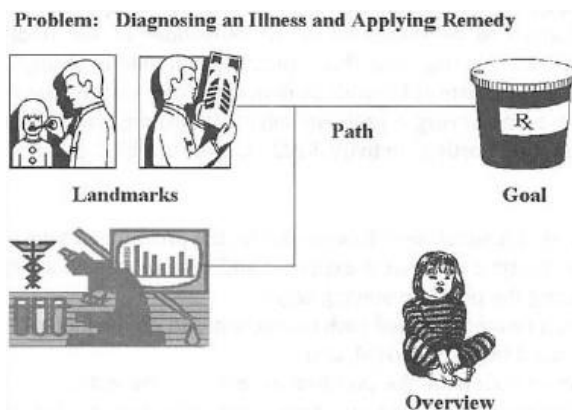 Problem: Diagnosing an Illness and Applying Remedy
Path
Rx
Landmarks
Goal
Overview